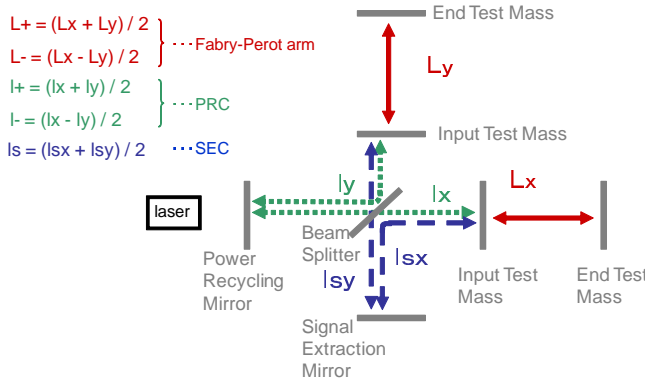 L+ = (Lx + Ly) / 2
L- = (Lx - Ly) / 2
···Fabry-Perot arm
l+ = (lx + ly) / 2
l- = (lx - ly) / 2
···PRC
ls = (lsx + lsy) / 2 ···SEC
End Test Mass
Ly
Input Test Mass
laser
ly
lx
Lx
Beam
Splitter
lsx
lsy
Power
Recycling
Mirror
Input Test
Mass
End Test
Mass
Signal
Extraction
Mirror